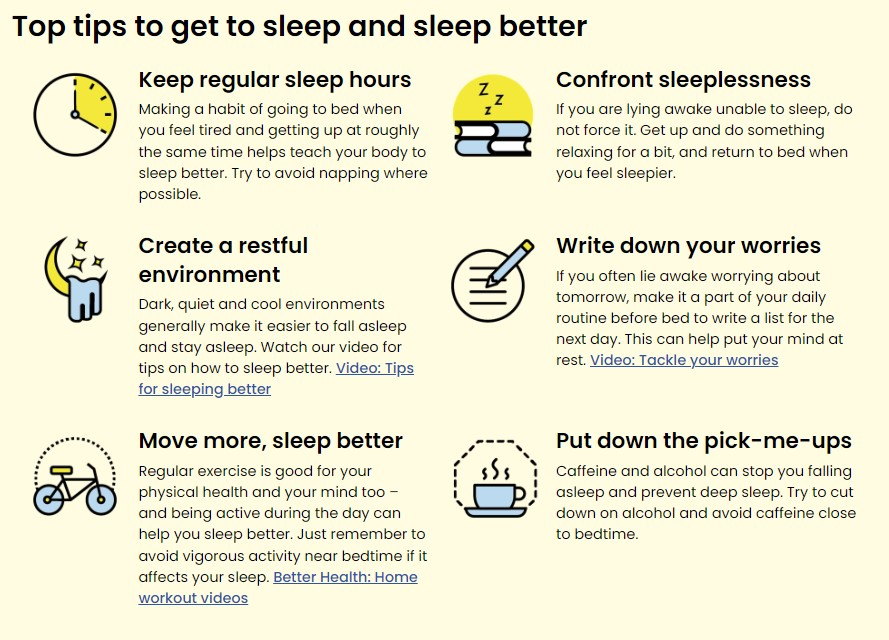 Top tips to get to sleep and sleep better
Keep regular sleep hours
Making a habit of going to bed when
you feel tired and getting up at roughly
the same time helps teach your body to
sleep better. Try to avoid napping where
possible.
Z
Z
z
Confront sleeplessness
If you are lying awake unable to sleep, do
not force it. Get up and do something
relaxing for a bit, and return to bed when
you feel sleepier.
Create a restful
environment
Dark, quiet and cool environments
generally make it easier to fall asleep
and stay asleep. Watch our video for
tips on how to sleep better. Video: Tips
for sleeping better
Write down your worries
If you often lie awake worrying about
tomorrow, make it a part of your daily
routine before bed to write a list for the
next day. This can help put your mind at
rest. Video: Tackle your worries
Move more, sleep better
Regular exercise is good for your
physical health and your mind too –
and being active during the day can
help you sleep better. Just remember to
avoid vigorous activity near bedtime if it
affects your sleep. Better Health: Home
workout videos
Put down the pick-me-ups
Caffeine and alcohol can stop you falling
asleep and prevent deep sleep. Try to cut
down on alcohol and avoid caffeine close
to bedtime.